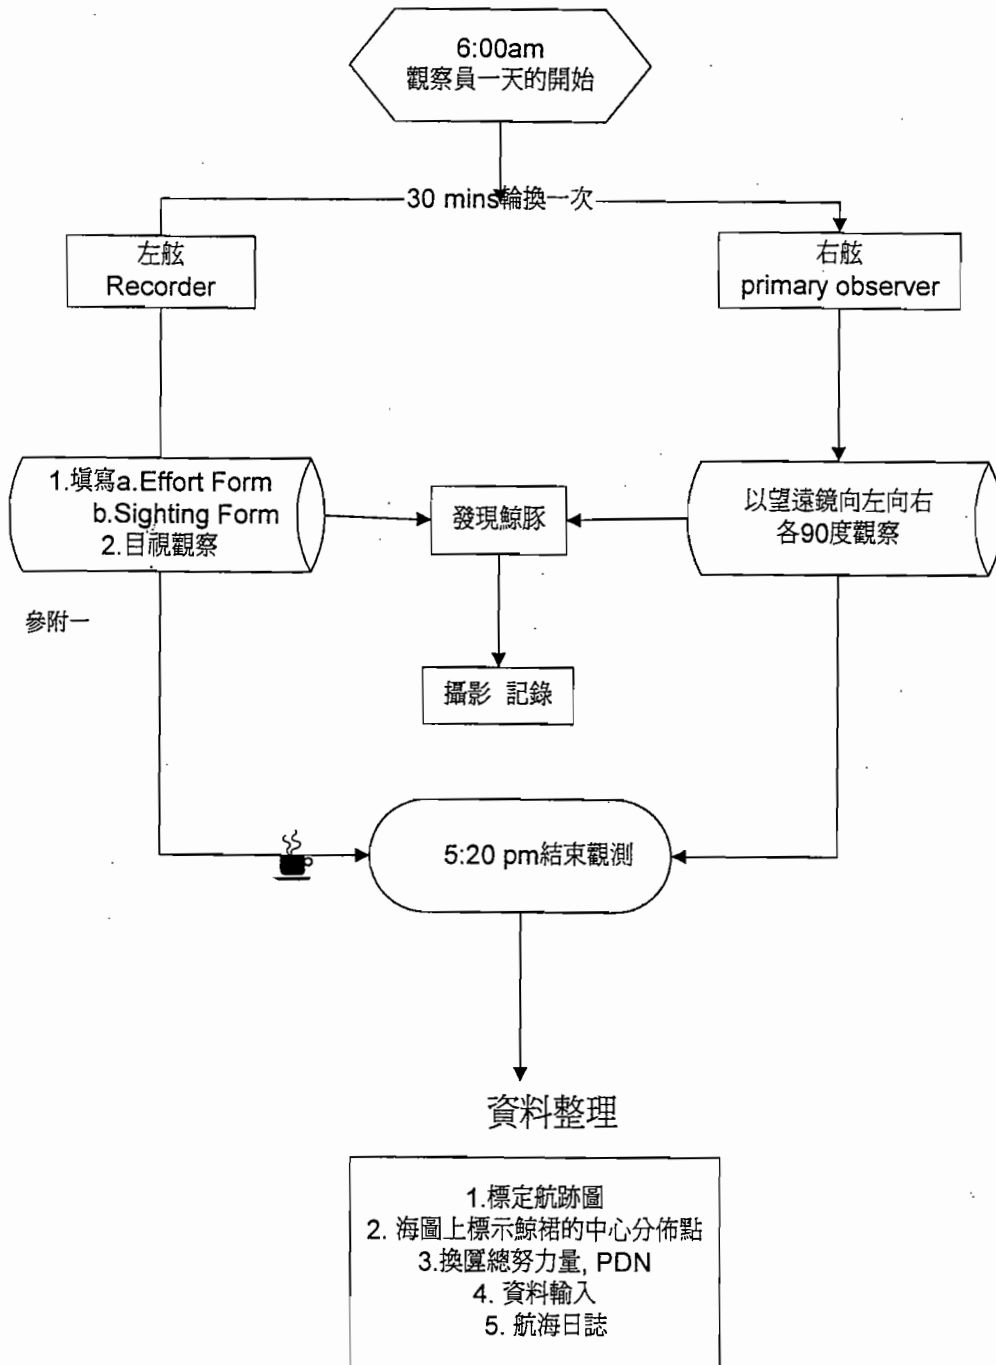 6:00am
觀察員一天的開始
30 mins輪換一次
左舷
Recorder
右舷
primary observer
1.填寫a.Effort Form
b.Sighting Form
2.目視觀察
發現鯨豚
以望遠鏡向左向右
各90度觀察
參附一
攝影 記錄
5:20 pm結束觀測
資料整理
1.標定航跡圖
2. 海圖上標示鯨裙的中心分佈點
3.換匴總努力量, PDN
4. 資料輸入
5. 航海日誌